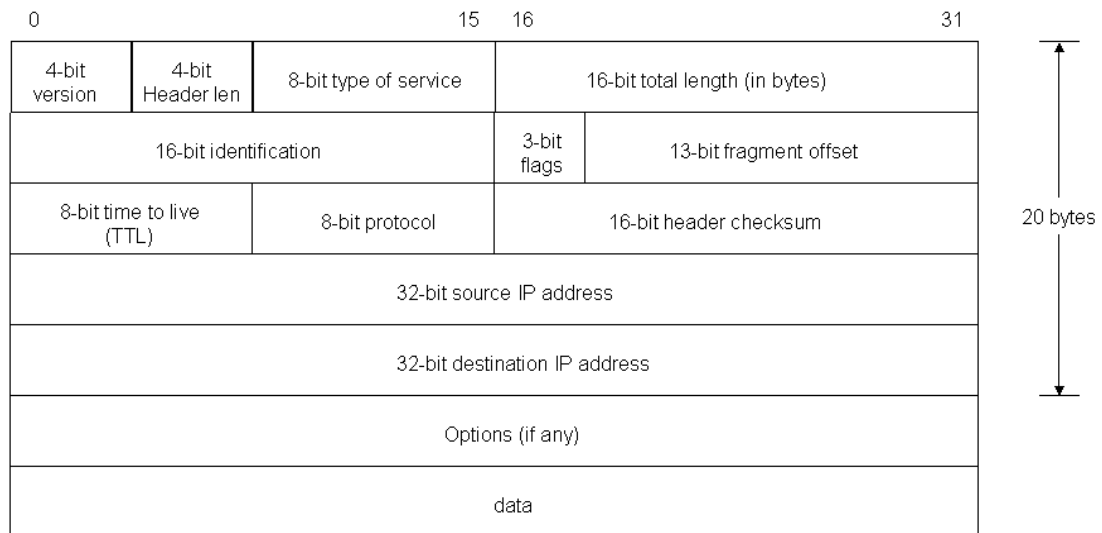 0 15 16 31
4-bit version
4-bit Header len
8-bit type of service
16-bit total length (in bytes)
16-bit identification
3-bit flags
13-bit fragment offset
8-bit time to live (TTL)
8-bit protocol
16-bit header checksum
20 bytes
32-bit source IP address
32-bit destination IP address
Options (if any)
data